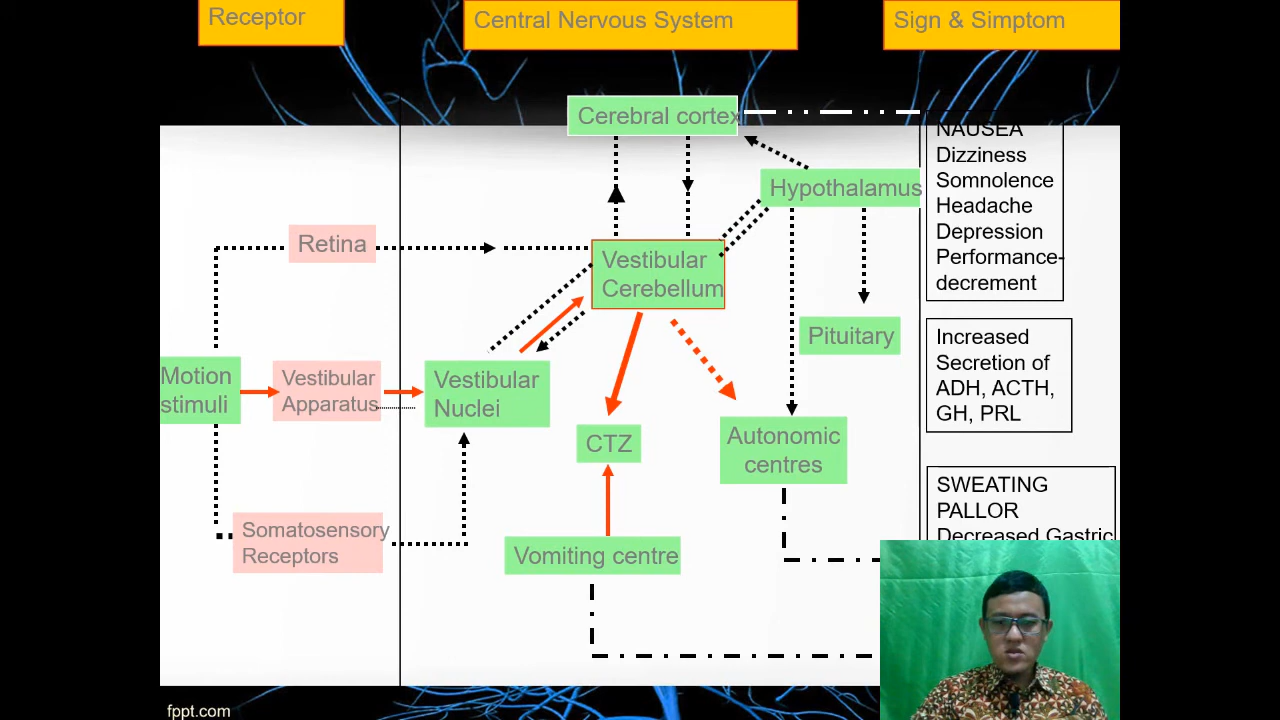 Receptor
Central Nervous System
Sign & Simptom
Cerebral cortex
NAUSEA
Dizziness
Somnolence
Headache
Depression
Performance-
decrement
Hypothalamus
Retina
Vestibular
Cerebellum
Pituitary
Increased
Secretion of
ADH, ACTH,
GH, PRL
Motion
stimuli
Vestibular
Apparatus
Vestibular
Nuclei
CTZ
Autonomic
centres
SWEATING
PALLOR
Decreased Gastric
Somatosensory
Receptors
Vomiting centre
fppt.com